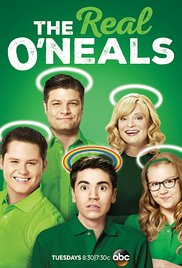 THE Real
O'NEALS
TUESDAYS 8:30|7:30c abc